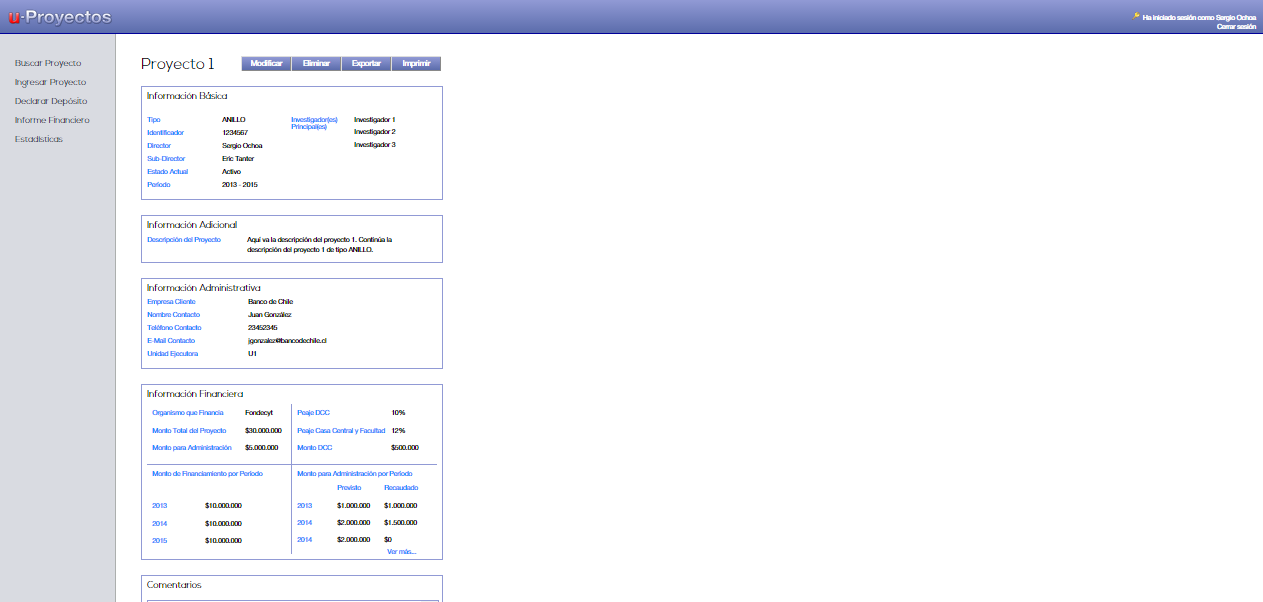 u-Proyectos
Ha iniciado sesión como Sergio Ochoa
Cerrar sesión
Buscar Proyecto
Ingresar Proyecto
Declarar Depósito
Informe Financiero
Estadísticas
Proyecto 1
Modificar Eliminar Exportar Imprimir
Información Básica
Tipo ANILLO
Identificador 1234567
Director Sergio Ochoa
Sub-Director Eric Tanter
Estado Actual Activo
Período 2013 - 2015
Investigador(es)
Principal(es)
Investigador 1
Investigador 2
Investigador 3
Información Adicional
Descripción del Proyecto Aquí va la descripción del proyecto 1. Continúa la
descripción del proyecto 1 de tipo ANILLO.
Información Administrativa
Empresa Cliente Banco de Chile
Nombre Contacto Juan González
Teléfono Contacto 23452345
E-Mail Contacto jgonzalez@bancodechile.cl
Unidad Ejecutora U1
Información Financiera
Organismo que Financia Fondecyt
Monto Total del Proyecto $30.000.000
Monto para Administración $5.000.000
Peaje DCC 10%
Peaje Casa Central y Facultad 12%
Monto DCC $500.000
Monto de Financiamiento por Período
2013 $10.000.000
2014 $10.000.000
2015 $10.000.000
Monto para Administración por Período
Previsto Recaudado
2013 $1.000.000 $1.000.000
2014 $2.000.000 $1.500.000
2014 $2.000.000 $0
Ver más...
Comentarios